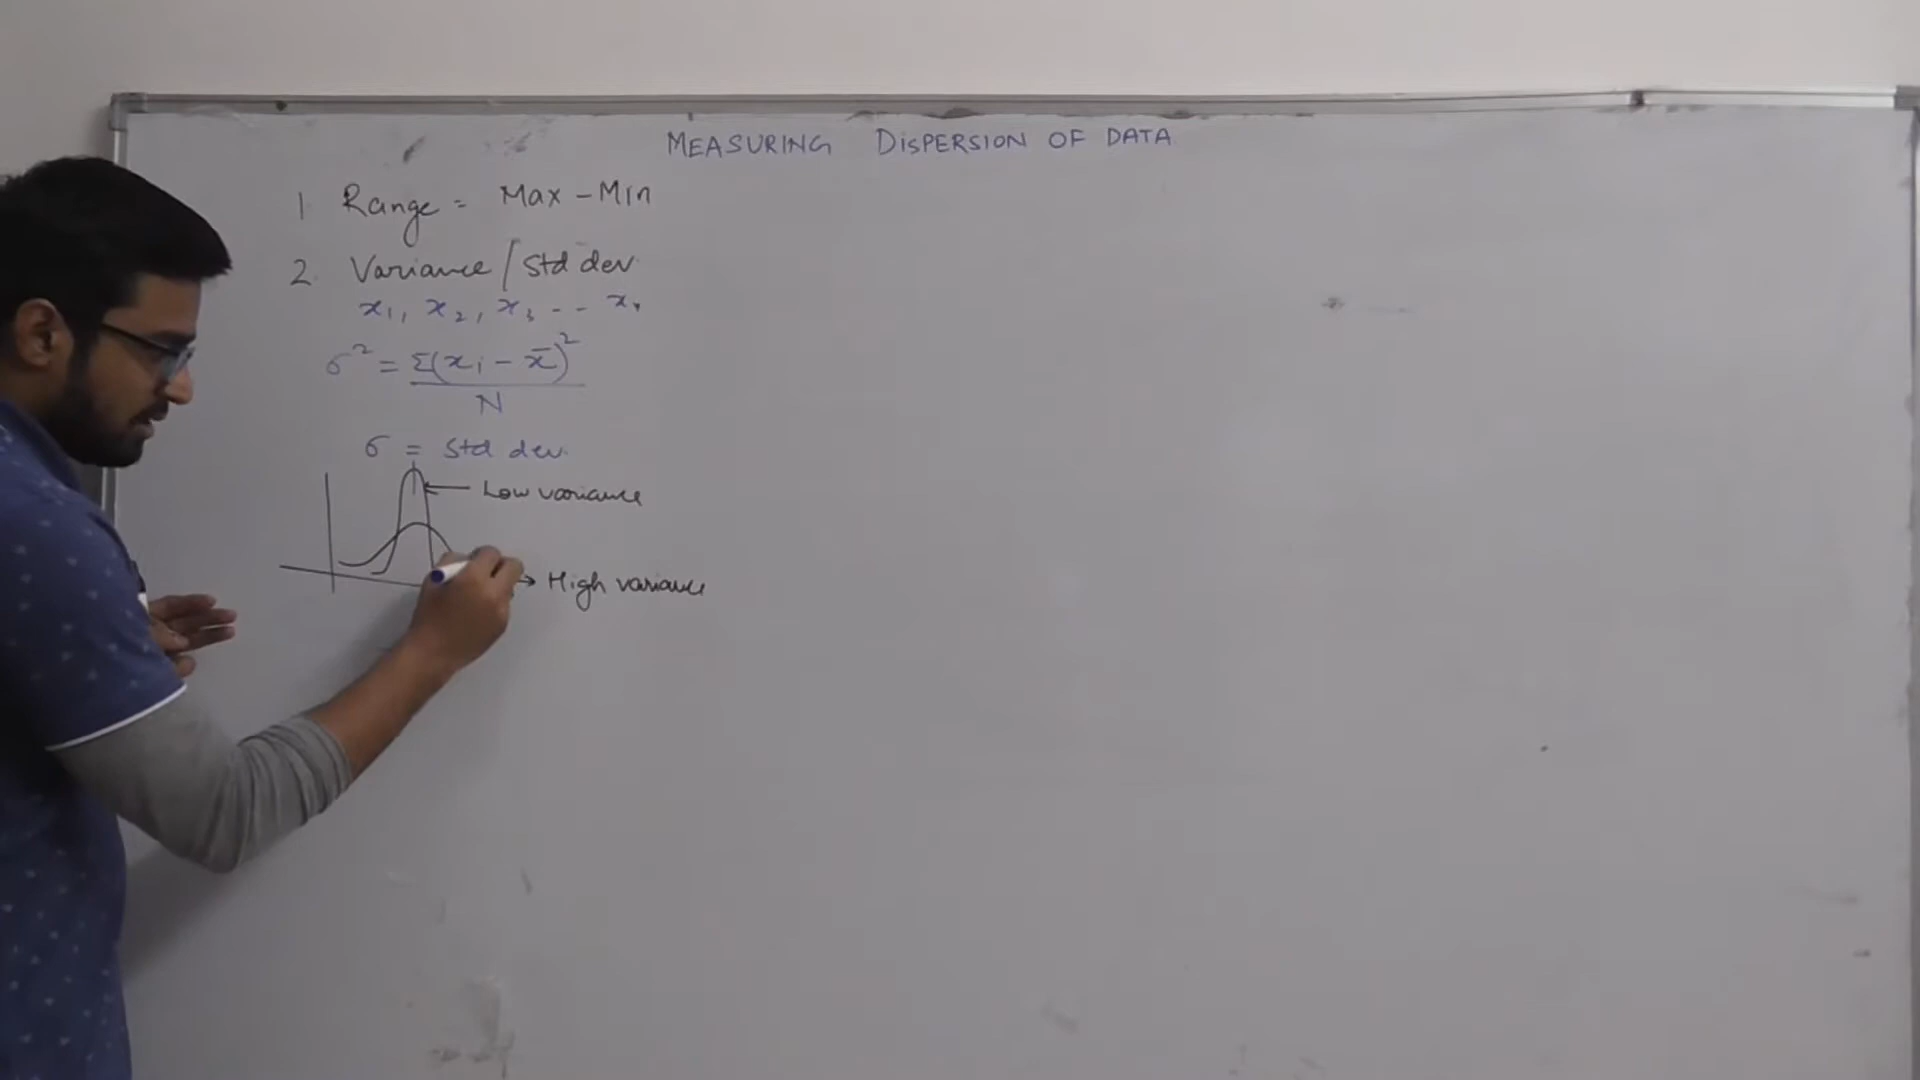 MEASURING DISPERSION OF DATA
1 Range = Max - Min
2. Variance / Std dev.
x₁, x₂, x₃ - - xₙ
σ² = Σ(xᵢ - x̄)² / N
σ = Std dev.
← Low variance
→ High variance